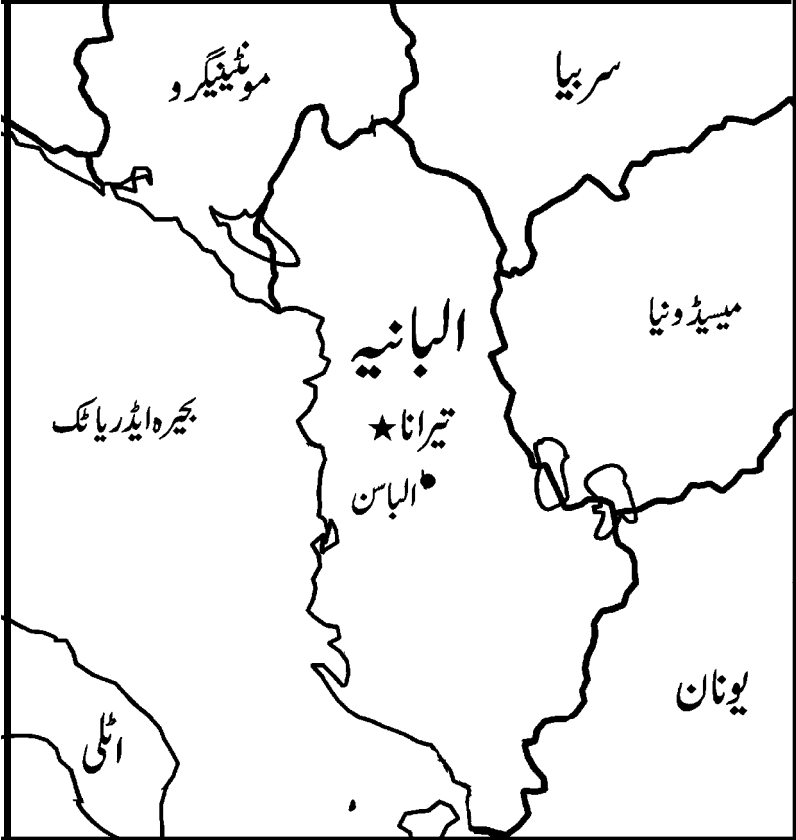 مونٹینیگرو
سربیا
میسیڈونیا
البانیہ
بحیرہ ایڈریاٹک
تیرانا
الباسن
یونان
اٹلی